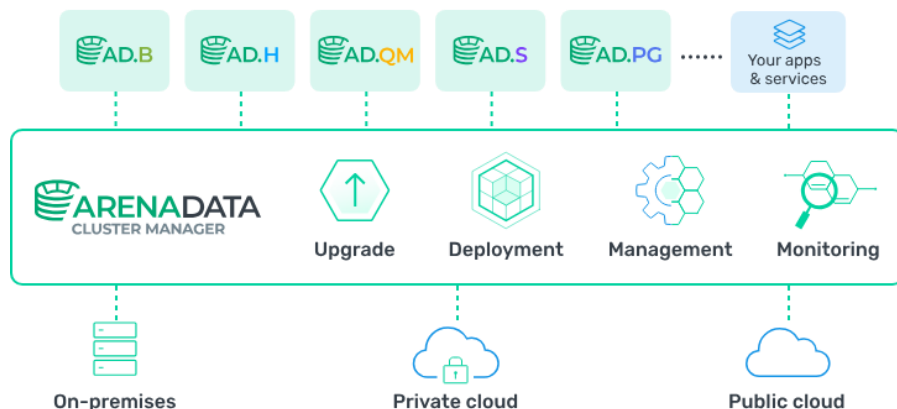 AD.B
AD.H
AD.QM
AD.S
AD.PG
Your apps
& services
ARENADATA
CLUSTER MANAGER
Upgrade
Deployment
Management
Monitoring
On-premises
Private cloud
Public cloud